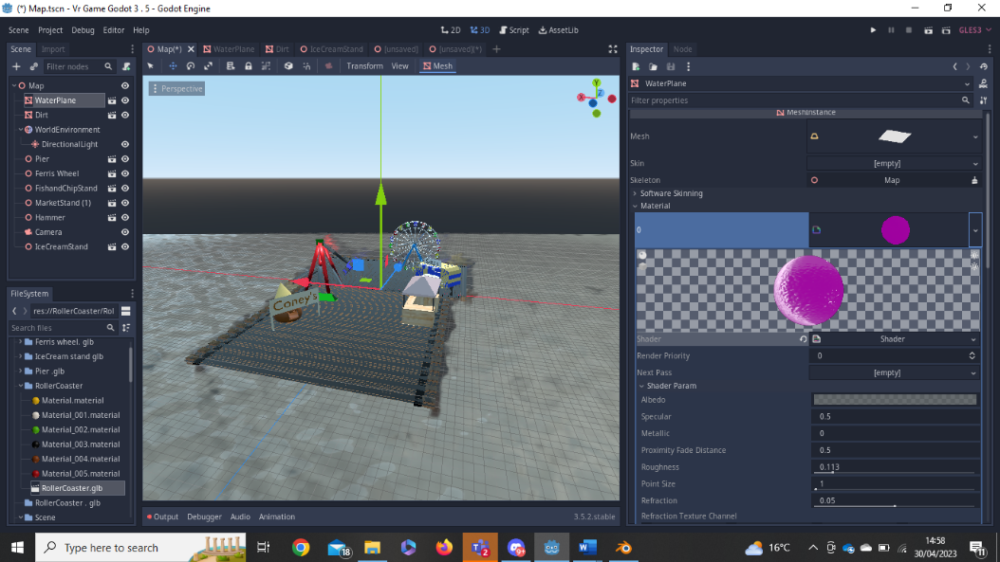 (*) Map.tscn - Vr Game Godot 3 . 5 - Godot Engine
Scene Project Debug Editor Help
2D 3D Script AssetLib
GLES3
Scene Import
Map(*) WaterPlane Dirt IceCreamStand [unsaved] [unsaved](*)
Inspector Node
Filter nodes
Transform View Mesh
Map
WaterPlane
Dirt
WorldEnvironment
DirectionalLight
Pier
Ferris Wheel
FishandChipStand
MarketStand (1)
Hammer
Camera
IceCreamStand
Perspective
Y
X
Z
Coney's
FileSystem
res://RollerCoaster/Rol
Search files
Ferris wheel. glb
IceCream stand glb
Pier .glb
RollerCoaster
Material.material
Material_001.material
Material_002.material
Material_003.material
Material_004.material
Material_005.material
RollerCoaster.glb
RollerCoaster . glb
Scene
Output Debugger Audio Animation 3.5.2.stable
WaterPlane
Filter properties
MeshInstance
Mesh
Skin [empty]
Skeleton Map
Software Skinning
Material
0
Shader Shader
Render Priority 0
Next Pass [empty]
Shader Param
Albedo
Specular 0.5
Metallic 0
Proximity Fade Distance 0.5
Roughness 0.113
Point Size 1
Refraction 0.05
Refraction Texture Channel
Type here to search
18
2
9+
16°C
14:58
30/04/2023
11